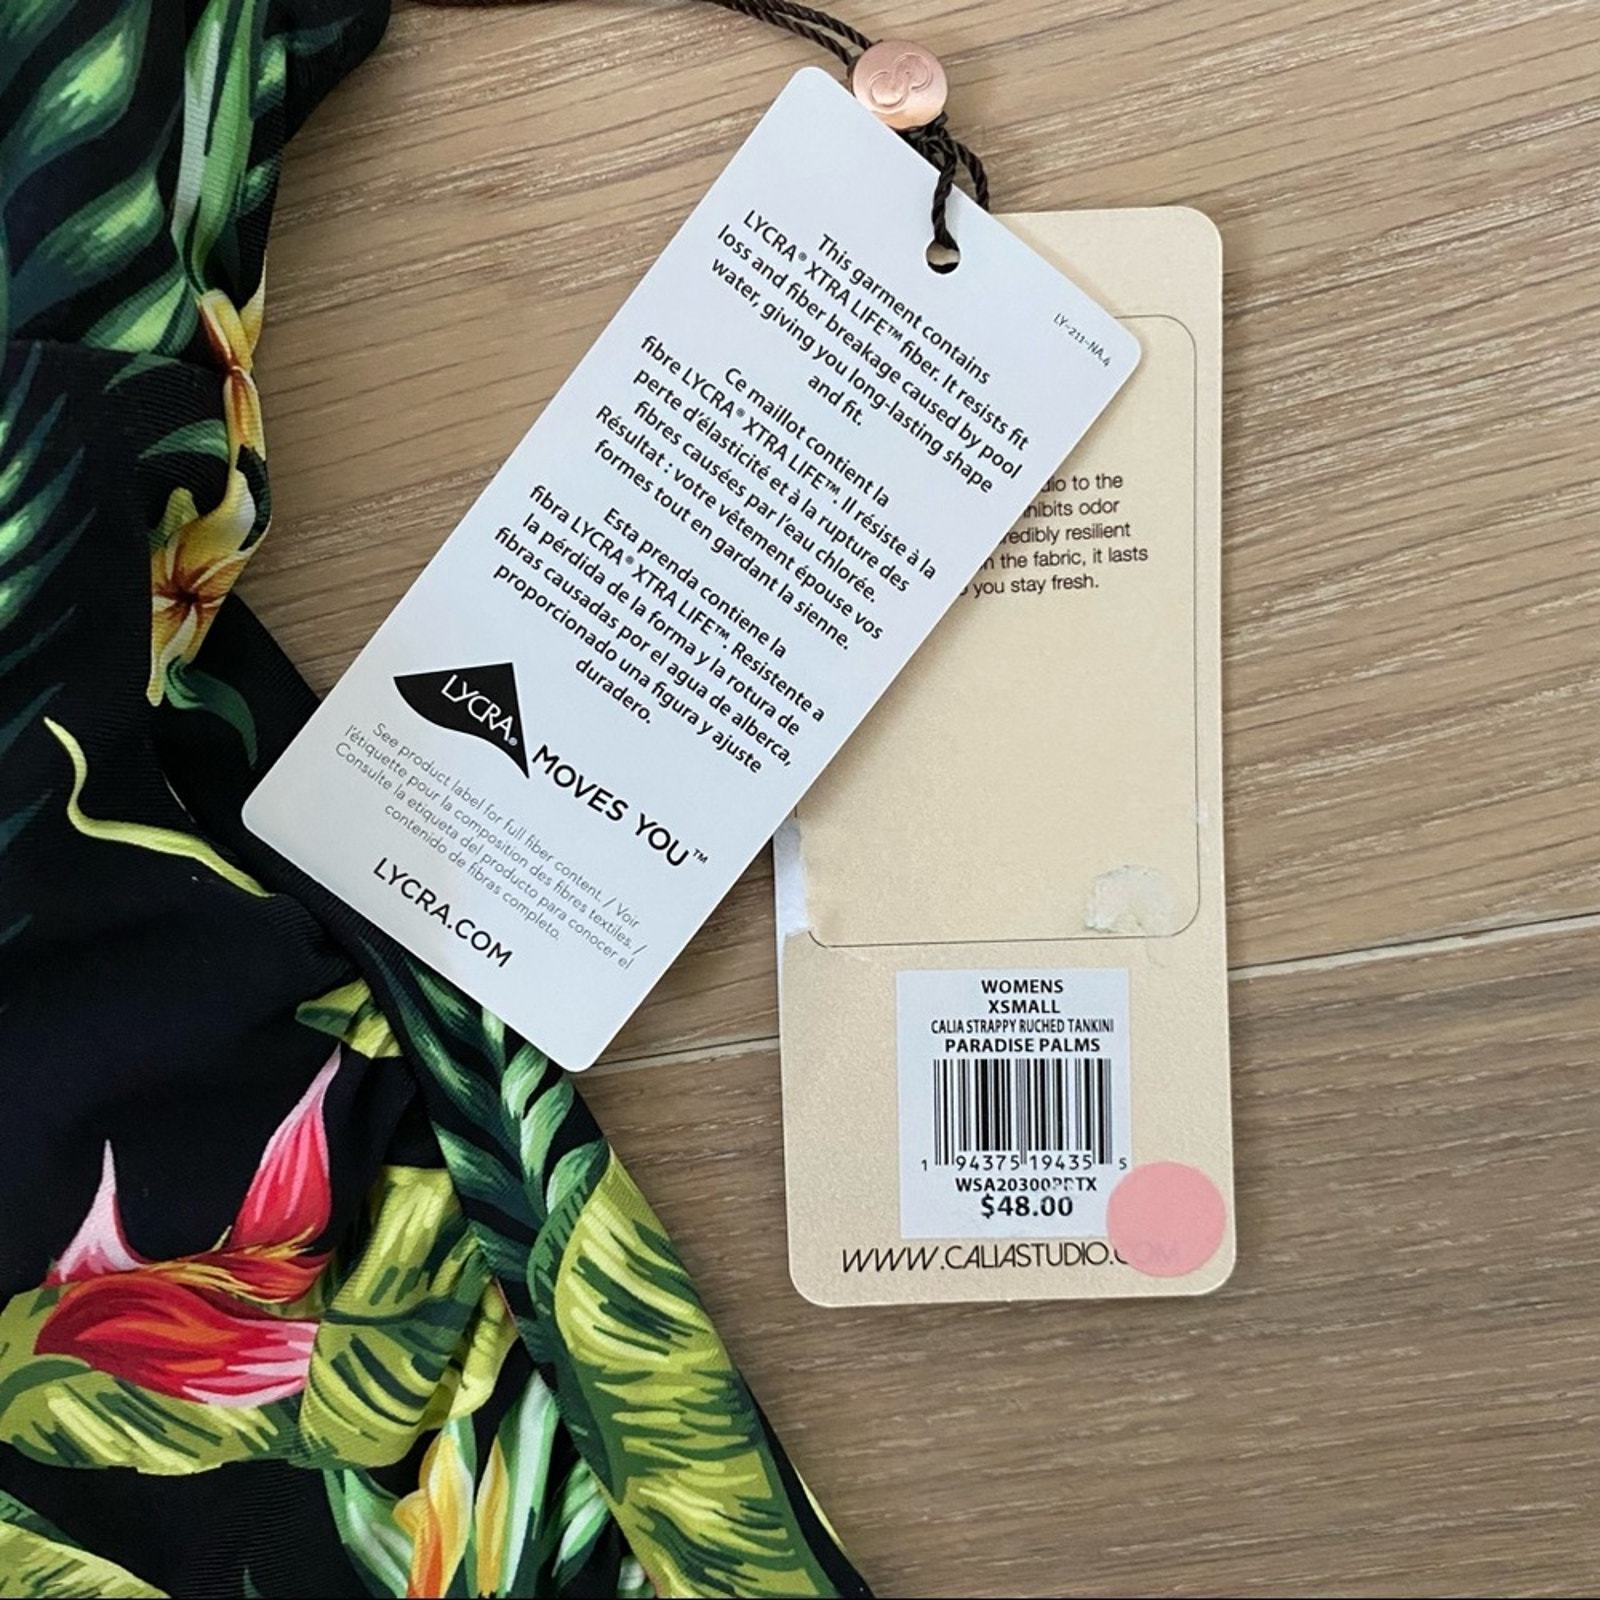 This garment contains
LYCRA® XTRA LIFE™ fiber. It resists fit
loss and fiber breakage caused by pool
water, giving you long-lasting shape
and fit.
Ce maillot contient la
fibre LYCRA® XTRA LIFE™. Il résiste à la
perte d'élasticité et à la rupture des
fibres causées par l'eau chlorée.
Résultat : votre vêtement épouse vos
formes tout en gardant la sienne.
Esta prenda contiene la
fibra LYCRA® XTRA LIFE™. Resistente a
la pérdida de la forma y la rotura de
fibras causadas por el agua de alberca,
proporcionado una figura y ajuste
duradero.
LYCRA® MOVES YOU™
See product label for full fiber content. / Voir
l'étiquette pour la composition des fibres textiles. /
Consulte la etiqueta del producto para conocer el
contenido de fibras completo.
LYCRA.COM
LY-211-NA.4
to the
odor
resilient
the fabric, it lasts
you stay fresh.
WOMENS
XSMALL
CALIA STRAPPY RUCHED TANKINI
PARADISE PALMS
1 94375 19435 5
$48.00
WWW.CALIASTUDIO.COM